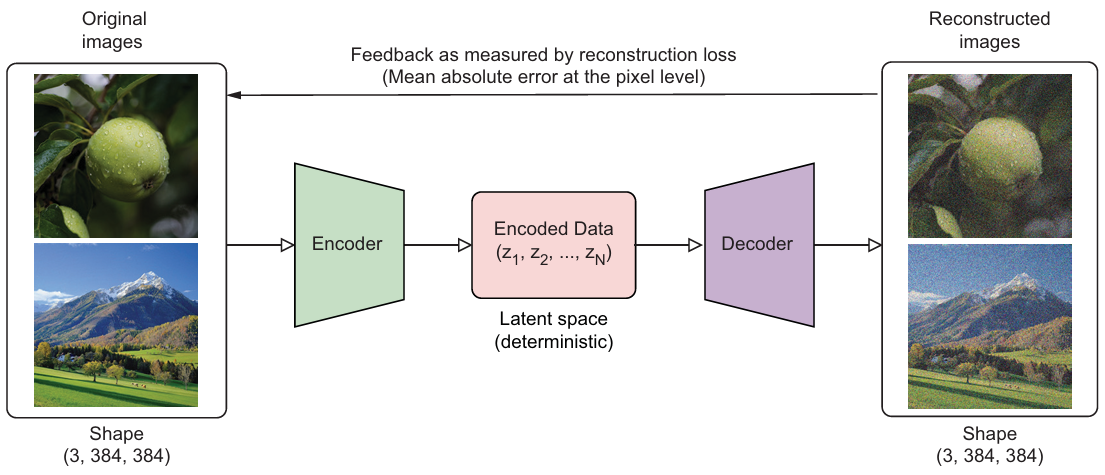 Original
images
Feedback as measured by reconstruction loss
(Mean absolute error at the pixel level)
Reconstructed
images
Encoder
Encoded Data
(z1, z2, ..., zN)
Decoder
Latent space
(deterministic)
Shape
(3, 384, 384)
Shape
(3, 384, 384)